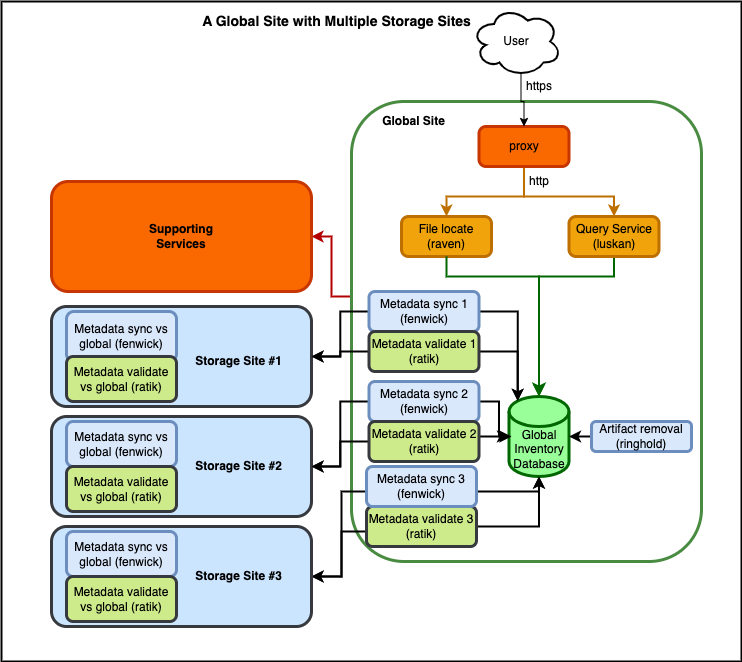 A Global Site with Multiple Storage Sites
User
https
Global Site
proxy
http
File locate
(raven)
Query Service
(luskan)
Supporting
Services
Metadata sync 1
(fenwick)
Metadata validate 1
(ratik)
Metadata sync vs
global (fenwick)
Metadata validate
vs global (ratik)
Storage Site #1
Metadata sync 2
(fenwick)
Metadata validate 2
(ratik)
Global
Inventory
Database
Artifact removal
(ringhold)
Metadata sync vs
global (fenwick)
Metadata validate
vs global (ratik)
Storage Site #2
Metadata sync 3
(fenwick)
Metadata validate 3
(ratik)
Metadata sync vs
global (fenwick)
Metadata validate
vs global (ratik)
Storage Site #3